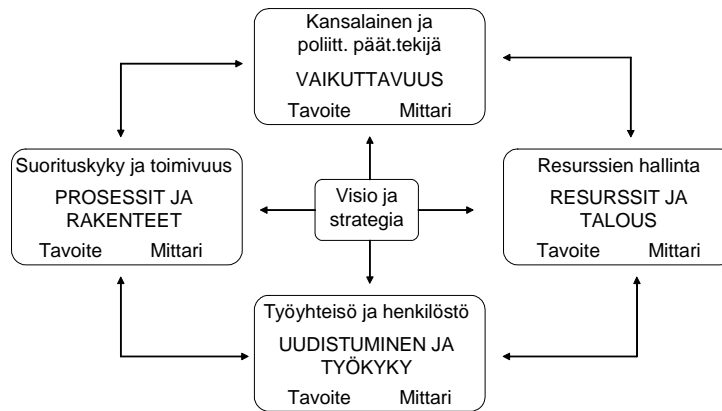 Kansalainen ja
poliitt. päät.tekijä
VAIKUTTAVUUS
Tavoite Mittari
Suorituskyky ja toimivuus
PROSESSIT JA
RAKENTEET
Tavoite Mittari
Visio ja
strategia
Resurssien hallinta
RESURSSIT JA
TALOUS
Tavoite Mittari
Työyhteisö ja henkilöstö
UUDISTUMINEN JA
TYÖKYKY
Tavoite Mittari